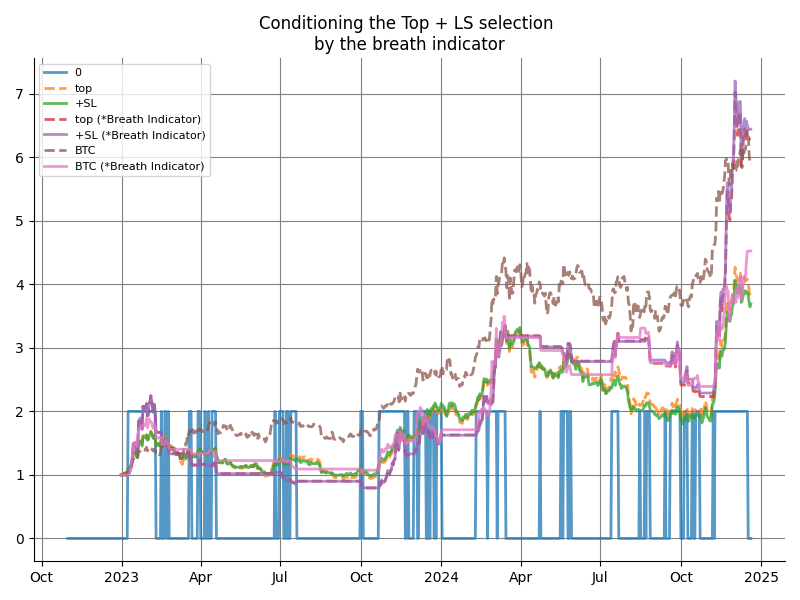 Conditioning the Top + LS selection
by the breath indicator
0
top
+SL
top (*Breath Indicator)
+SL (*Breath Indicator)
BTC
BTC (*Breath Indicator)
7
6
5
4
3
2
1
0
Oct 2023 Apr Jul Oct 2024 Apr Jul Oct 2025